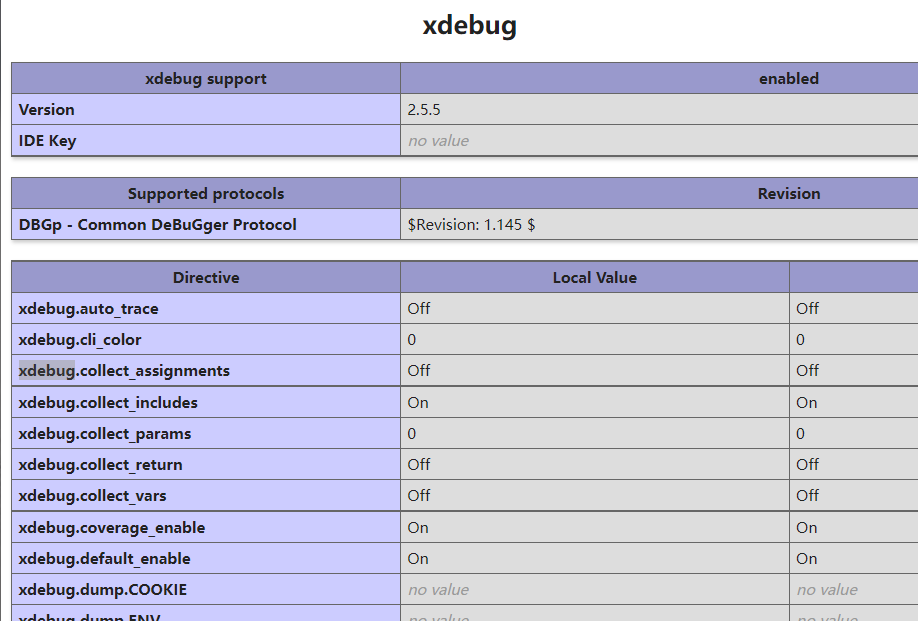 xdebug
xdebug support enabled
Version 2.5.5
IDE Key no value
Supported protocols Revision
DBGp - Common DeBuGger Protocol $Revision: 1.145 $
Directive Local Value
xdebug.auto_trace Off Off
xdebug.cli_color 0 0
xdebug.collect_assignments Off Off
xdebug.collect_includes On On
xdebug.collect_params 0 0
xdebug.collect_return Off Off
xdebug.collect_vars Off Off
xdebug.coverage_enable On On
xdebug.default_enable On On
xdebug.dump.COOKIE no value no value
xdebug.dump.ENV no value no value